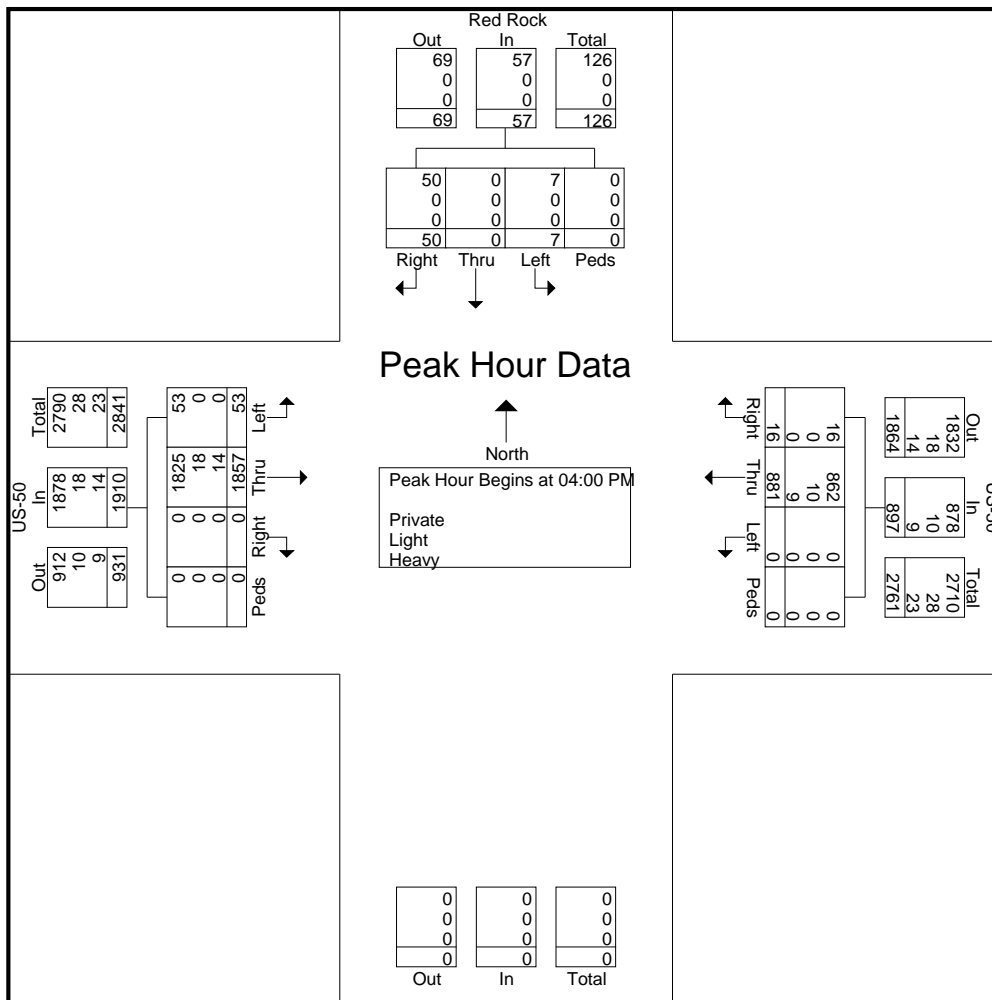 Red Rock
Out In Total
69 57 126
0 0 0
0 0 0
69 57 126
50 0 7 0
0 0 0 0
0 0 0 0
50 0 7 0
Right Thru Left Peds
Peak Hour Data
North
Peak Hour Begins at 04:00 PM
Private
Light
Heavy
US-50
Out In Total
912 1878 2790
10 18 28
9 14 23
931 1910 2841
0 0 1825 53
0 0 18 0
0 0 14 0
0 0 1857 53
Peds Right Thru Left
Out In Total
1832 878 2710
18 10 28
14 9 23
1864 897 2761
16 862 0 0
0 10 0 0
0 9 0 0
16 881 0 0
Right Thru Left Peds
0 0 0
0 0 0
0 0 0
0 0 0
Out In Total